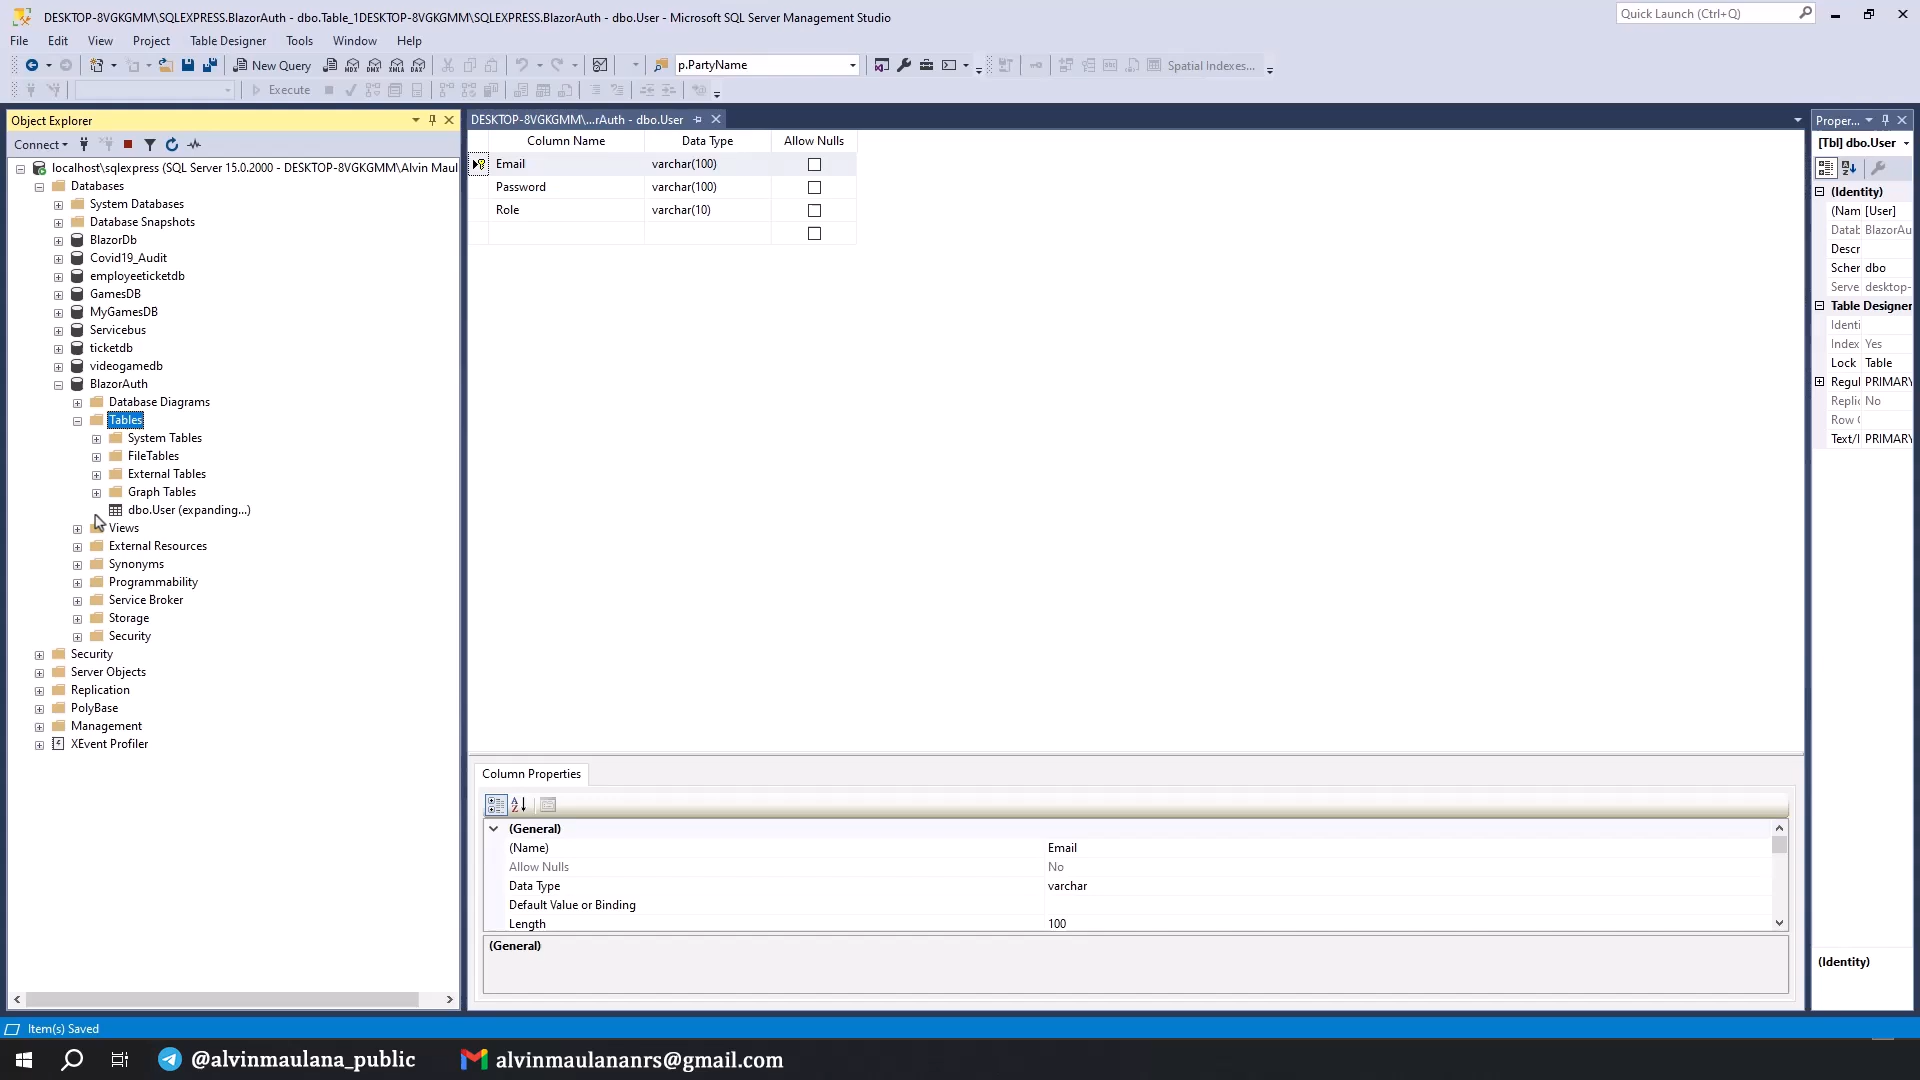 DESKTOP-8VGKGMM\SQLEXPRESS.BlazorAuth - dbo.Table_1DESKTOP-8VGKGMM\SQLEXPRESS.BlazorAuth - dbo.User - Microsoft SQL Server Management Studio
Quick Launch (Ctrl+Q)
File Edit View Project Table Designer Tools Window Help
New Query
p.PartyName
Spatial Indexes...
Execute
Object Explorer
Connect
localhost\sqlexpress (SQL Server 15.0.2000 - DESKTOP-8VGKGMM\Alvin Maul
Databases
System Databases
Database Snapshots
BlazorDb
Covid19_Audit
employeeticketdb
GamesDB
MyGamesDB
Servicebus
ticketdb
videogamedb
BlazorAuth
Database Diagrams
Tables
System Tables
FileTables
External Tables
Graph Tables
dbo.User (expanding...)
Views
External Resources
Synonyms
Programmability
Service Broker
Storage
Security
Security
Server Objects
Replication
PolyBase
Management
XEvent Profiler
DESKTOP-8VGKGMM\...rAuth - dbo.User
Column Name Data Type Allow Nulls
Email varchar(100)
Password varchar(100)
Role varchar(10)
Column Properties
(General)
(Name) Email
Allow Nulls No
Data Type varchar
Default Value or Binding
Length 100
(General)
Proper...
[Tbl] dbo.User
(Identity)
(Nam [User]
Datab BlazorAu
Descr
Scher dbo
Serve desktop-
Table Designer
Identi
Index Yes
Lock Table
Regul PRIMARY
Replic No
Row (
Text/I PRIMARY
(Identity)
Item(s) Saved
@alvinmaulana_public
alvinmaulananrs@gmail.com